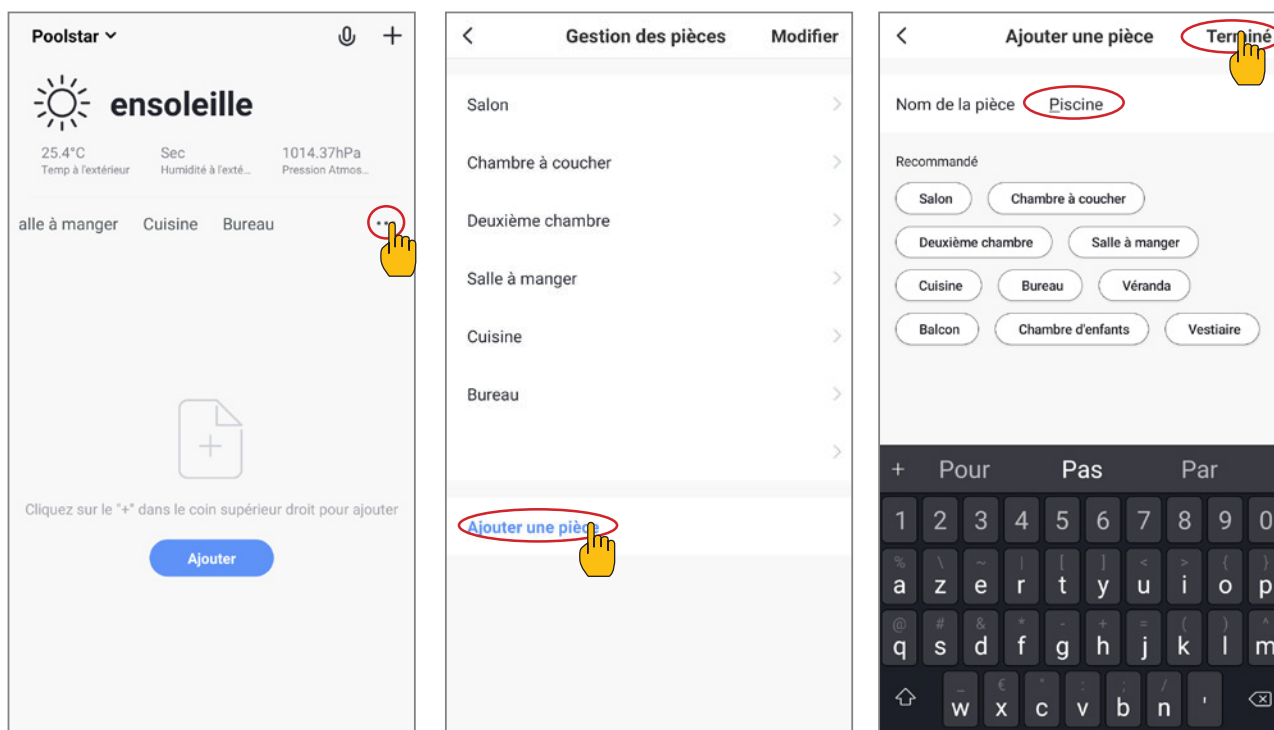 Poolstar
ensoleille
25.4°C Sec 1014.37hPa
Temp à l'extérieur Humidité à l'exté... Pression Atmos...
alle à manger Cuisine Bureau ...
Cliquez sur le "+" dans le coin supérieur droit pour ajouter
Ajouter
Gestion des pièces Modifier
Salon
Chambre à coucher
Deuxième chambre
Salle à manger
Cuisine
Bureau
Ajouter une pièce
Ajouter une pièce Terminé
Nom de la pièce Piscine
Recommandé
Salon Chambre à coucher
Deuxième chambre Salle à manger
Cuisine Bureau Véranda
Balcon Chambre d'enfants Vestiaire
+ Pour Pas Par
1 2 3 4 5 6 7 8 9 0
% \ ~ | [ ] < > { }
a z e r t y u i o p
@ # & * - + = ( ) ^
q s d f g h j k l m
_ € " : ; /
w x c v b n '